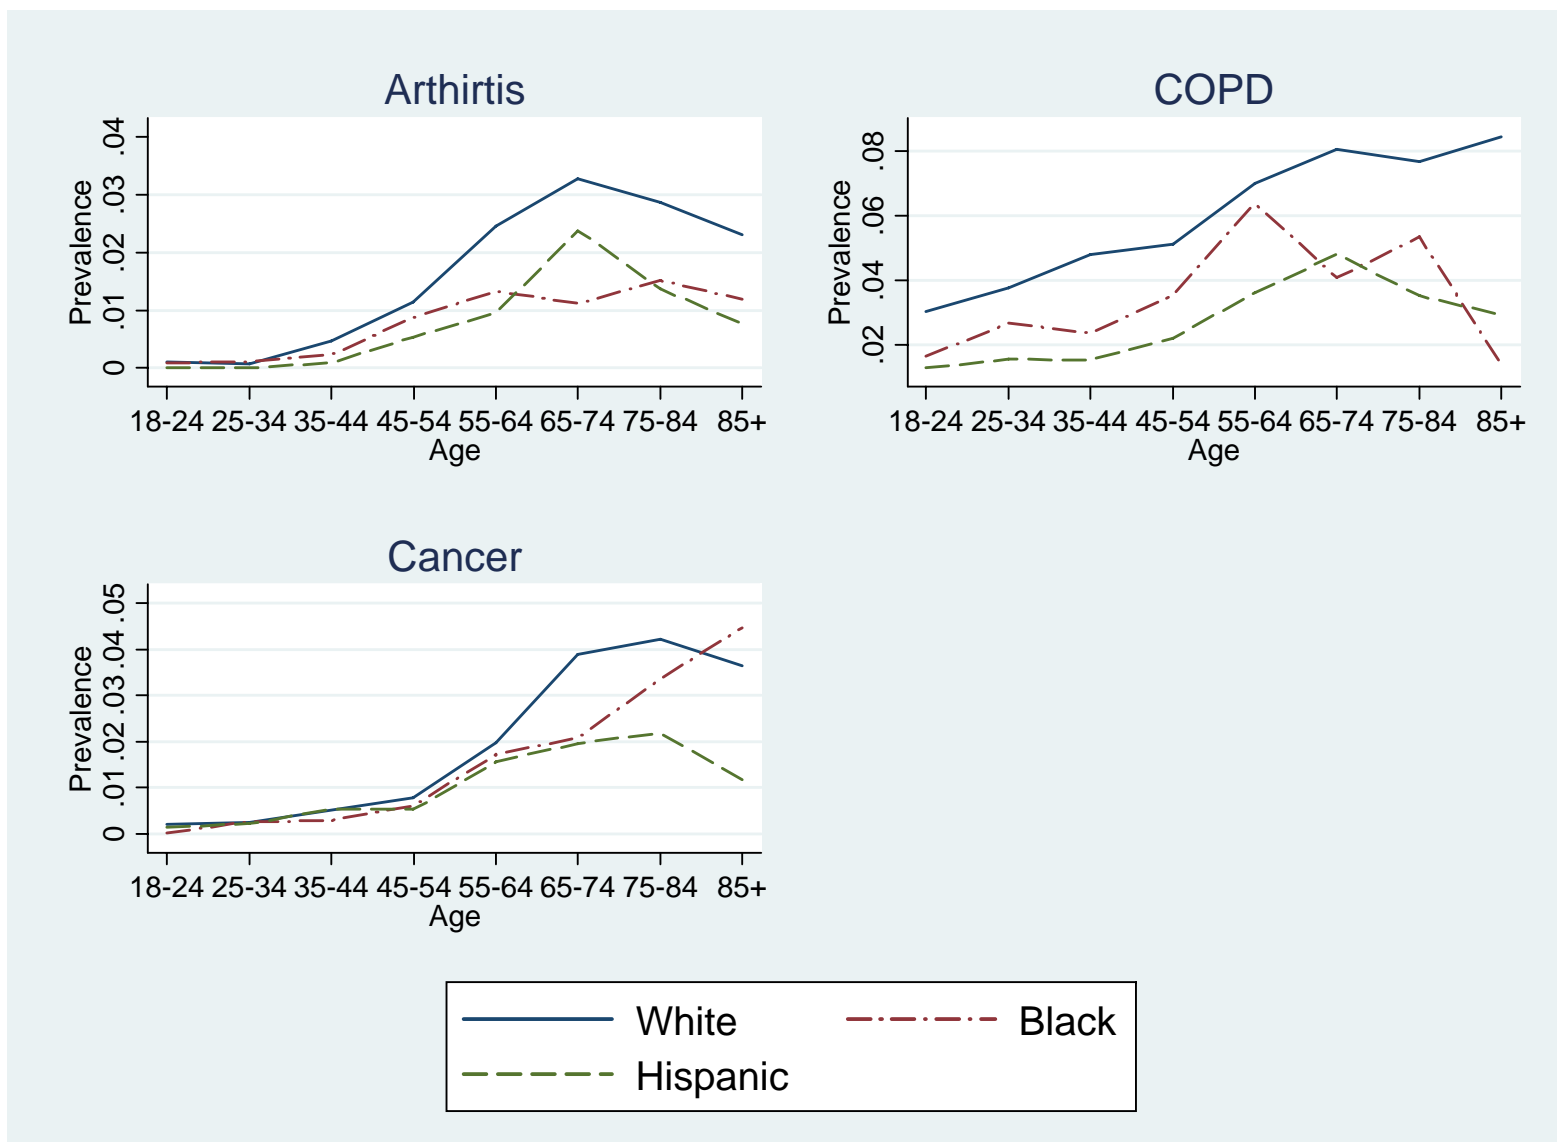 Arthirtis
Prevalence
.04
.03
.02
.01
0
18-24 25-34 35-44 45-54 55-64 65-74 75-84 85+
Age
COPD
Prevalence
.08
.06
.04
.02
18-24 25-34 35-44 45-54 55-64 65-74 75-84 85+
Age
Cancer
Prevalence
.05
.04
.03
.02
.01
0
18-24 25-34 35-44 45-54 55-64 65-74 75-84 85+
Age
White Black
Hispanic